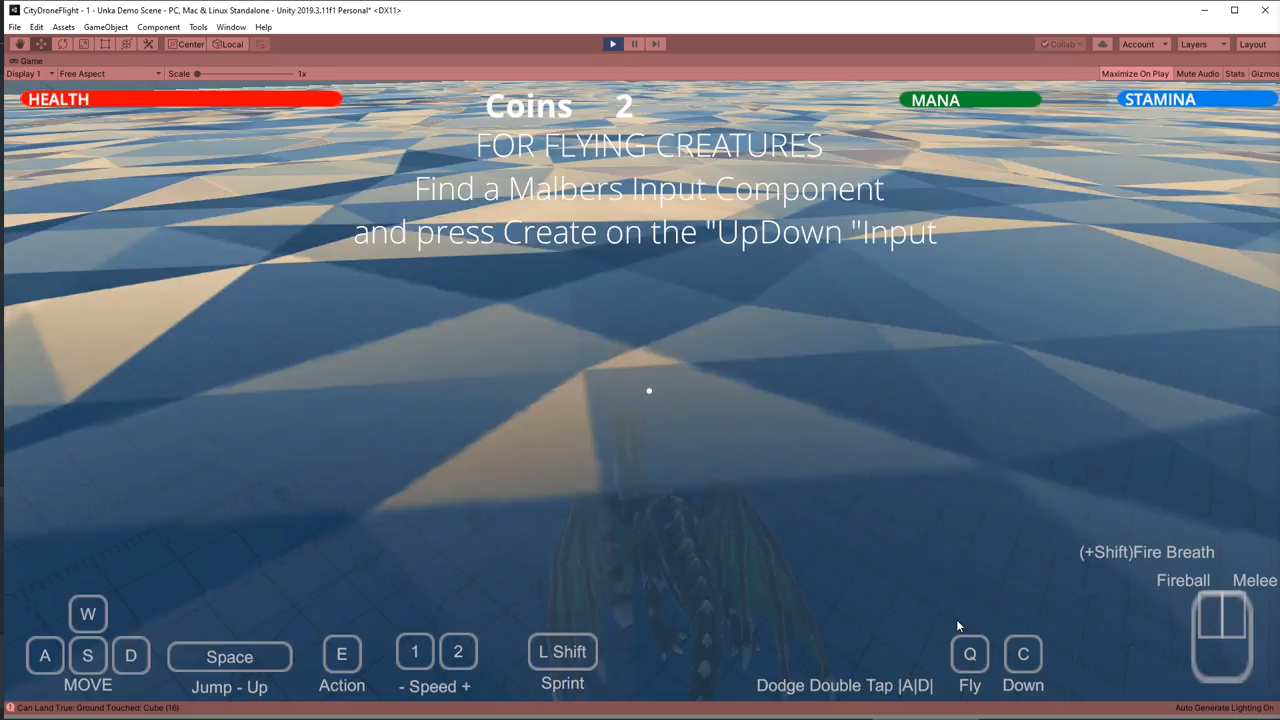 CityDroneFlight - 1 - Unka Demo Scene - PC, Mac & Linux Standalone - Unity 2019.3.11f1 Personal* <DX11>
File Edit Assets GameObject Component Tools Window Help
Center Local Collab Account Layers Layout
Game
Display 1 Free Aspect Scale 1x Maximize On Play Mute Audio Stats Gizmos
HEALTH Coins 2 MANA STAMINA
FOR FLYING CREATURES
Find a Malbers Input Component
and press Create on the "UpDown "Input
(+Shift)Fire Breath
Fireball Melee
W
A S D Space E 1 2 L Shift Q C
MOVE Jump - Up Action - Speed + Sprint Dodge Double Tap |A|D| Fly Down
Can Land True: Ground Touched: Cube (16) Auto Generate Lighting On